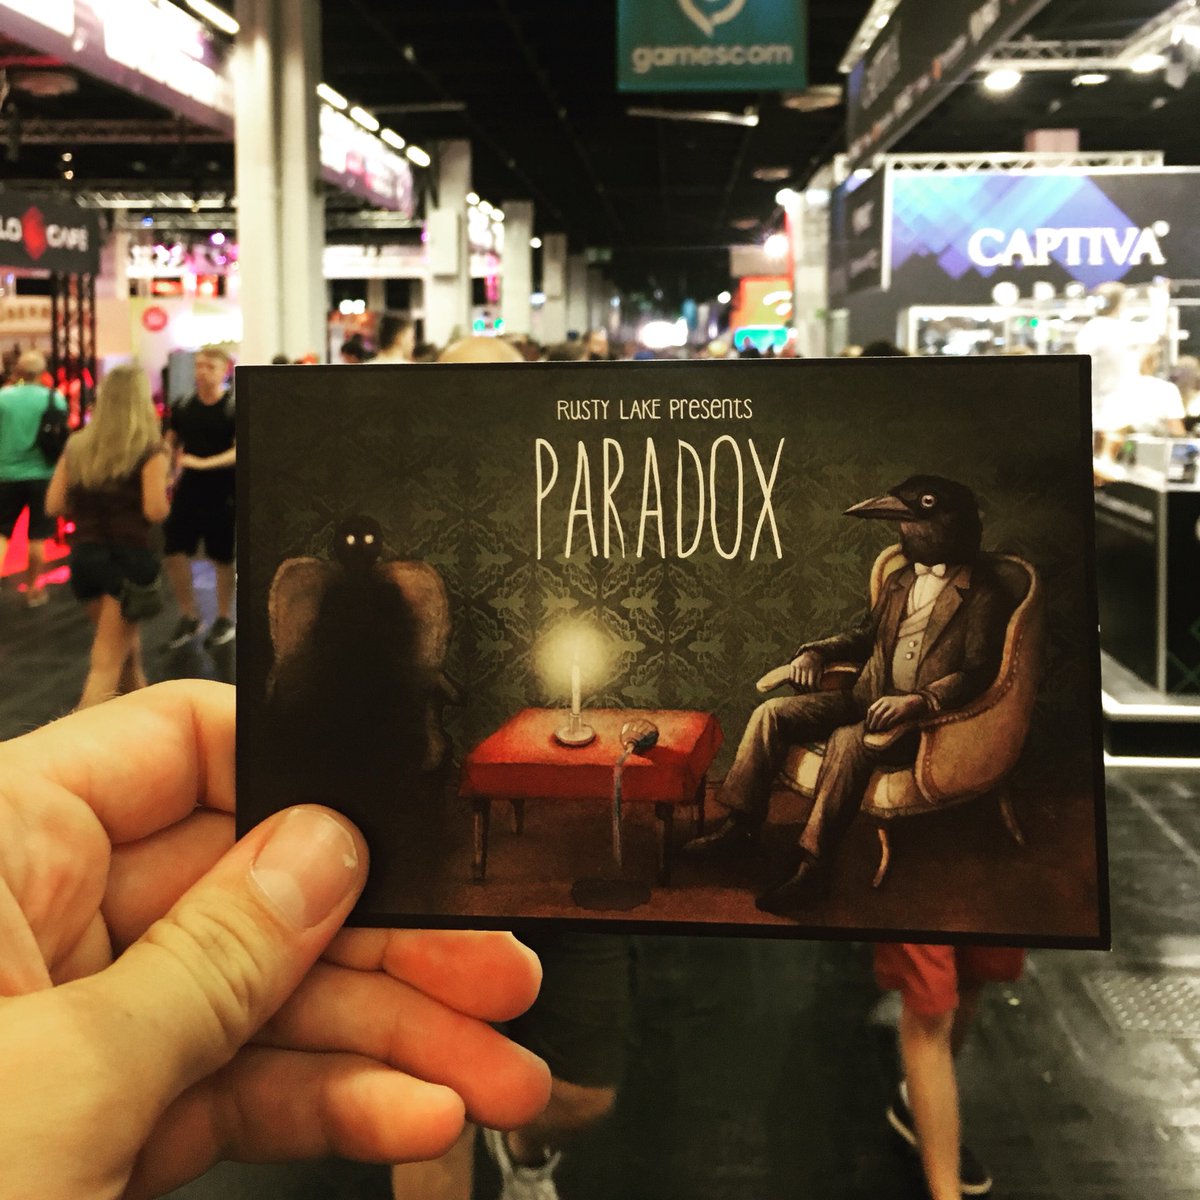 gamescom
CAPTIVA®
RUSTY LAKE Presents
PARADOX